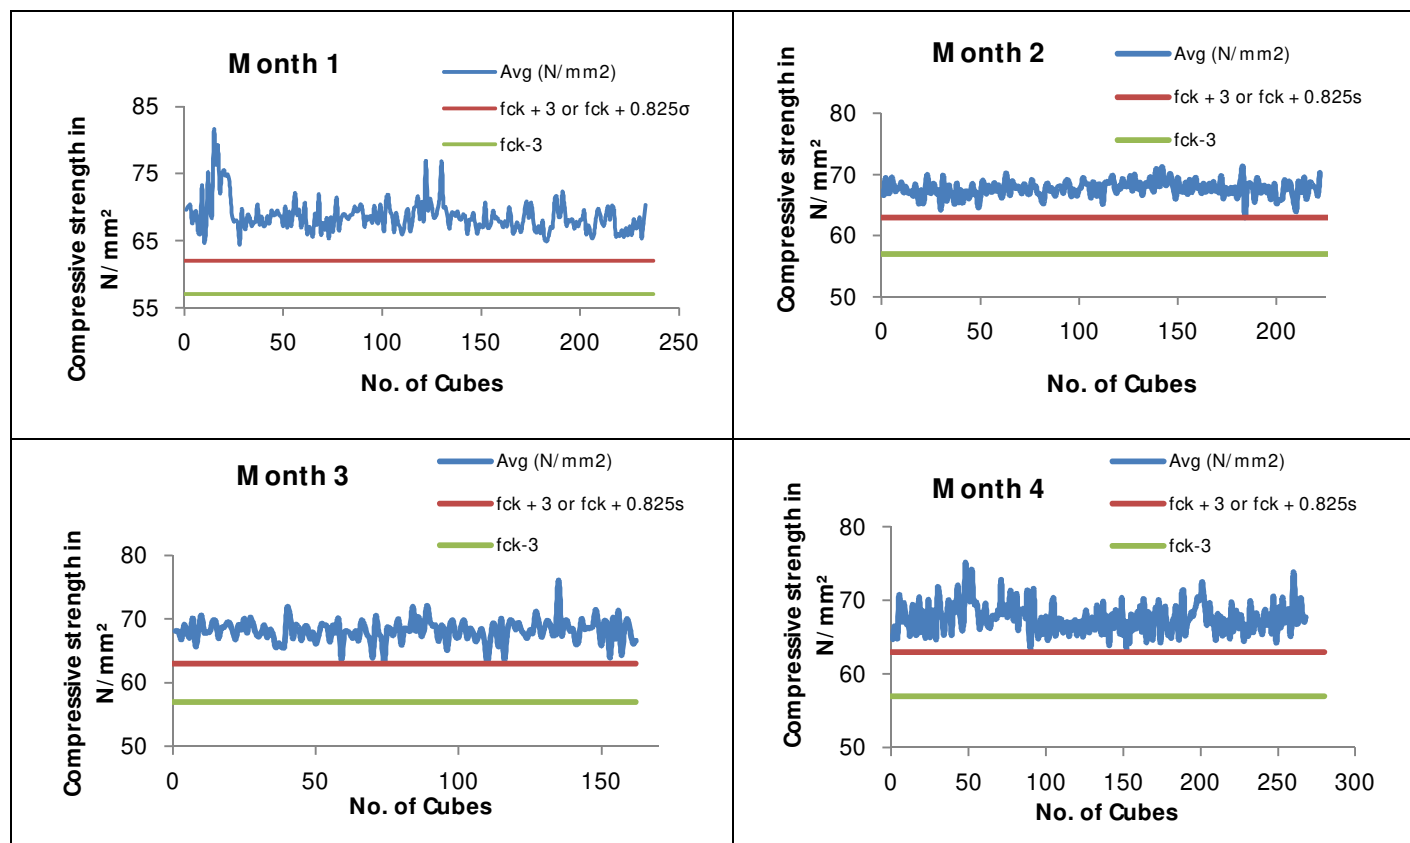 Month 1
Avg (N/mm2)
fck + 3 or fck + 0.825σ
fck-3
Compressive strength in
N/mm²
85
75
65
55
0 50 100 150 200 250
No. of Cubes
Month 2
Avg (N/mm2)
fck + 3 or fck + 0.825s
fck-3
Compressive strength in
N/mm²
80
70
60
50
0 50 100 150 200
No. of Cubes
Month 3
Avg (N/mm2)
fck + 3 or fck + 0.825s
fck-3
Compressive strength in
N/mm²
80
70
60
50
0 50 100 150
No. of Cubes
Month 4
Avg (N/mm2)
fck + 3 or fck + 0.825s
fck-3
Compressive strength in
N/mm²
80
70
60
50
0 50 100 150 200 250 300
No. of Cubes